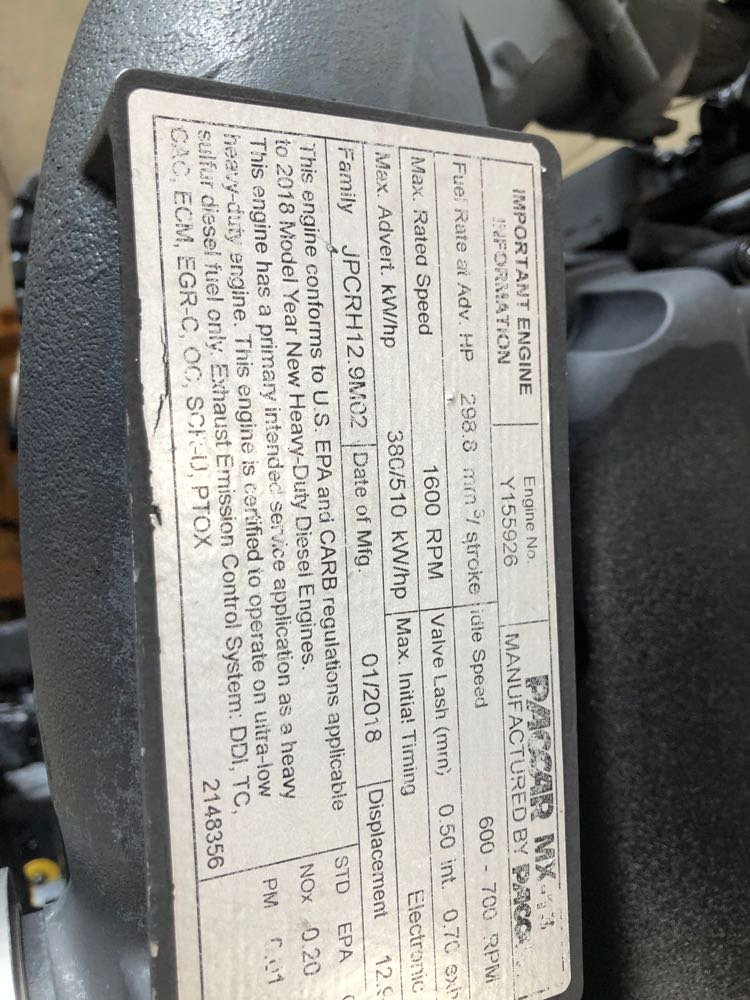 IMPORTANT ENGINE
INFORMATION
Engine No.
Y155926
PACCAR MX-13
MANUFACTURED BY
Fuel Rate at Adv. HP 298.8 mm³/ stroke
Idle Speed 600 - 700 RPM
Max. Rated Speed 1600 RPM
Valve Lash (mm) 0.50 int. 0.70 exh
Max. Advert. kW/hp 380/510 kW/hp
Max. Initial Timing Electronic
Family JPCRH12.9M02
Date of Mfg. 01/2018
Displacement 12.9
This engine conforms to U.S. EPA and CARB regulations applicable
to 2018 Model Year New Heavy-Duty Diesel Engines.
This engine has a primary intended service application as a heavy
heavy-duty engine. This engine is certified to operate on ultra-low
sulfur diesel fuel only. Exhaust Emission Control System: DDI, TC,
CAC, ECM, EGR-C, OC, SCR-U, PTOX
2148356
STD EPA
NOx 0.20
PM 0.01